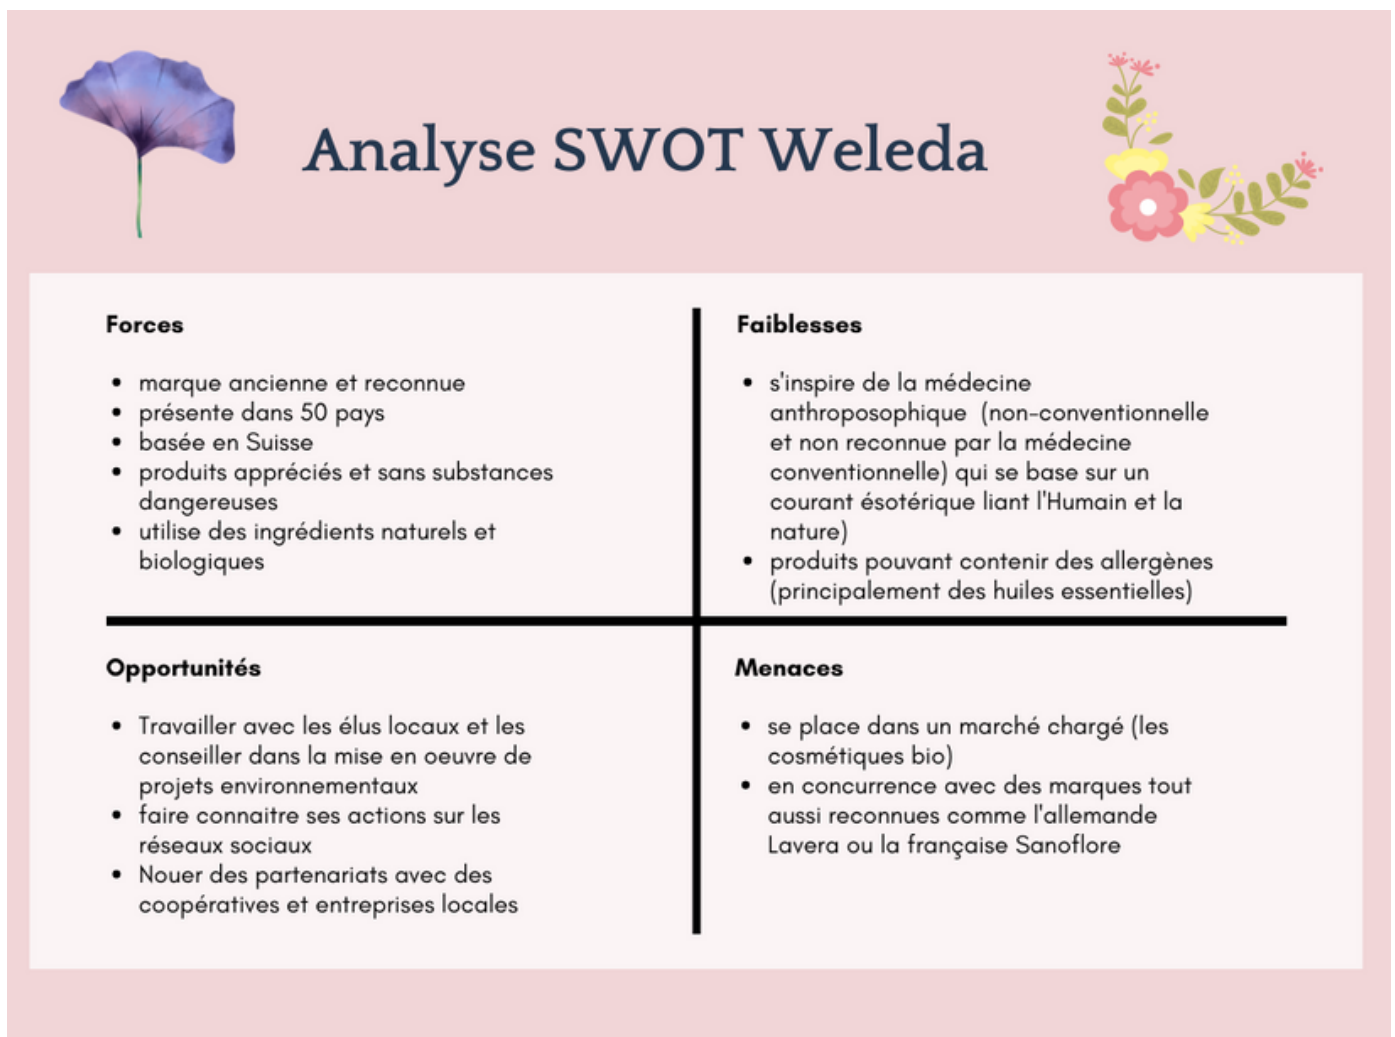 Analyse SWOT Weleda
Forces
• marque ancienne et reconnue
• présente dans 50 pays
• basée en Suisse
• produits appréciés et sans substances
dangereuses
• utilise des ingrédients naturels et
biologiques
Faiblesses
• s'inspire de la médecine
anthroposophique (non-conventionnelle
et non reconnue par la médecine
conventionnelle) qui se base sur un
courant ésotérique liant l'Humain et la
nature)
• produits pouvant contenir des allergènes
(principalement des huiles essentielles)
Opportunités
• Travailler avec les élus locaux et les
conseiller dans la mise en oeuvre de
projets environnementaux
• faire connaitre ses actions sur les
réseaux sociaux
• Nouer des partenariats avec des
coopératives et entreprises locales
Menaces
• se place dans un marché chargé (les
cosmétiques bio)
• en concurrence avec des marques tout
aussi reconnues comme l'allemande
Lavera ou la française Sanoflore